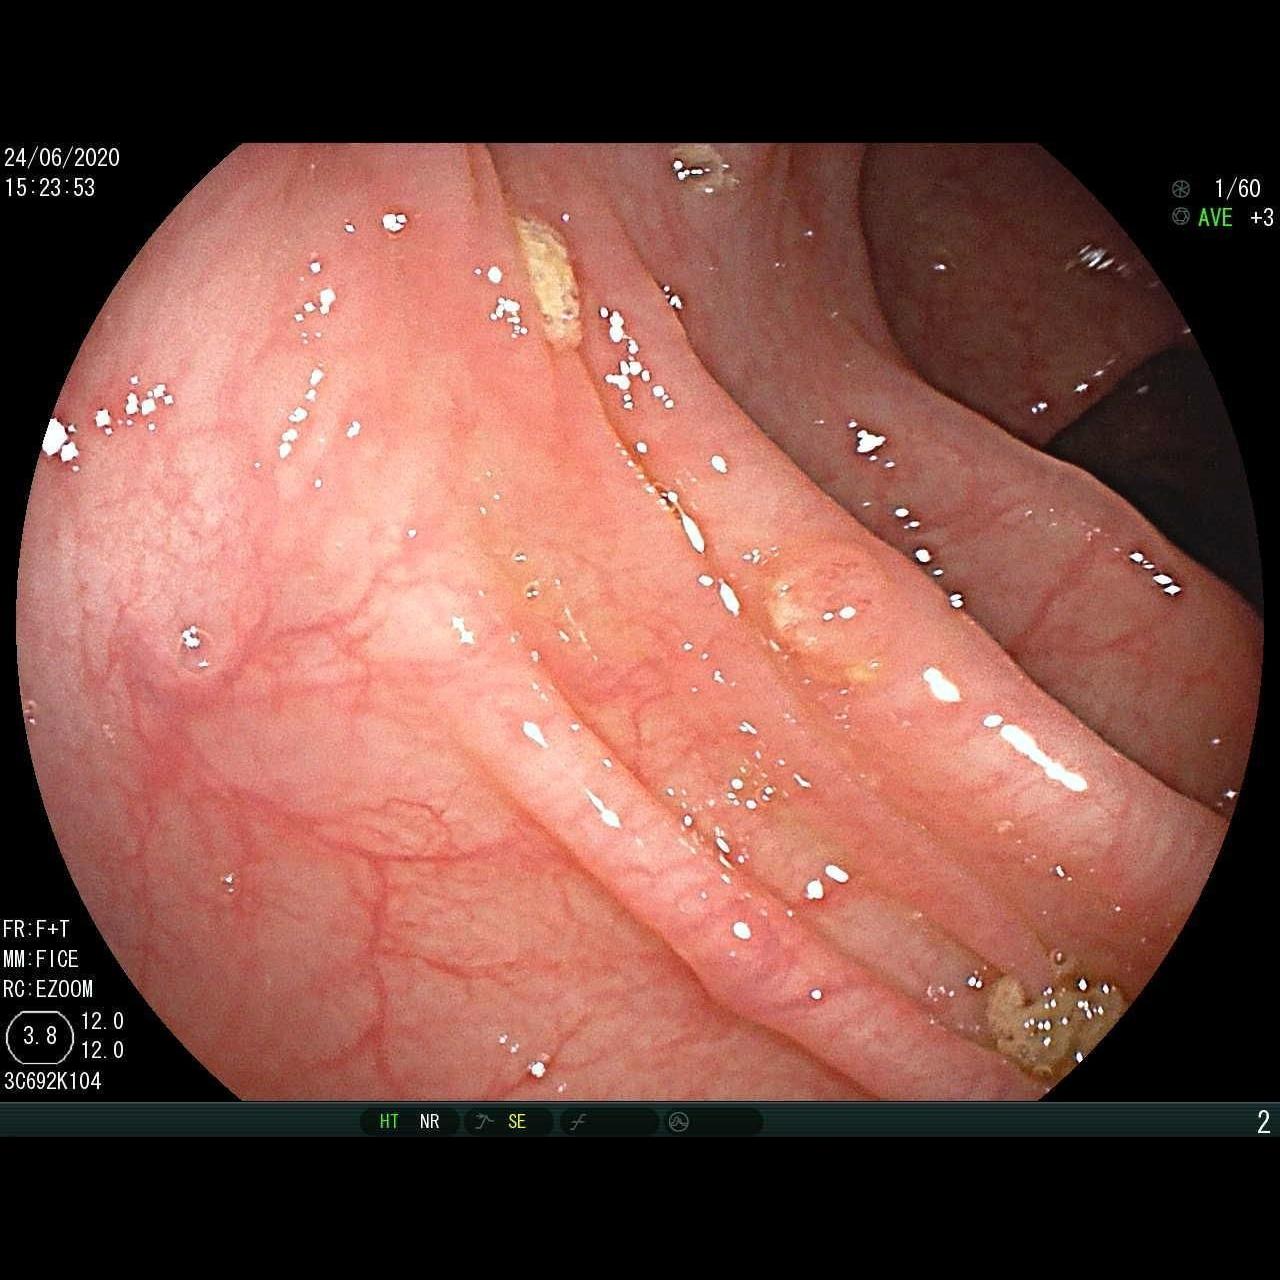 24/06/2020
15:23:53
1/60
AVE +3
FR:F+T
MM:FICE
RC:EZOOM
3.8 12.0
12.0
3C692K104
HT NR SE
2